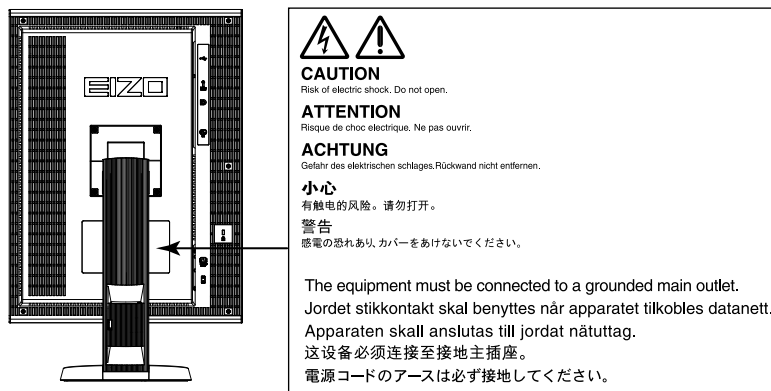 EIZO
CAUTION
Risk of electric shock. Do not open.
ATTENTION
Risque de choc electrique. Ne pas ouvrir.
ACHTUNG
Gefahr des elektrischen schlages.Rückwand nicht entfernen.
小心
有触电的风险。请勿打开。
警告
感電の恐れあり、カバーをあけないでください。
The equipment must be connected to a grounded main outlet.
Jordet stikkontakt skal benyttes når apparatet tilkobles datanett.
Apparaten skall anslutas till jordat nätuttag.
这设备必须连接至接地主插座。
電源コードのアースは必ず接地してください。